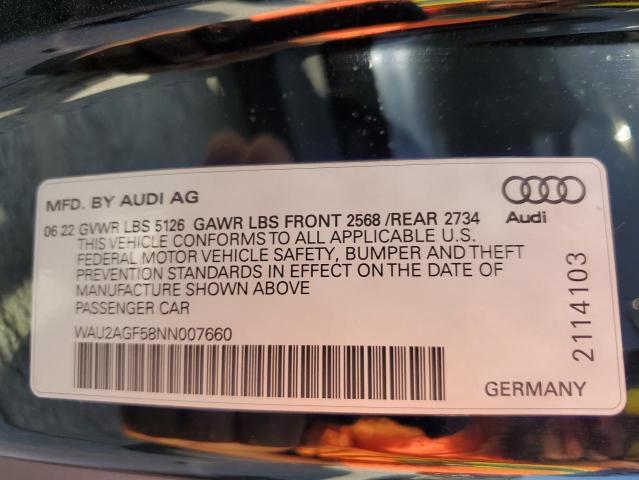 MFD. BY AUDI AG
06 22 GVWR LBS 5126 GAWR LBS FRONT 2568 /REAR 2734
THIS VEHICLE CONFORMS TO ALL APPLICABLE U.S.
FEDERAL MOTOR VEHICLE SAFETY, BUMPER AND THEFT
PREVENTION STANDARDS IN EFFECT ON THE DATE OF
MANUFACTURE SHOWN ABOVE
PASSENGER CAR
WAU2AGF58NN007660
Audi
2114103
GERMANY